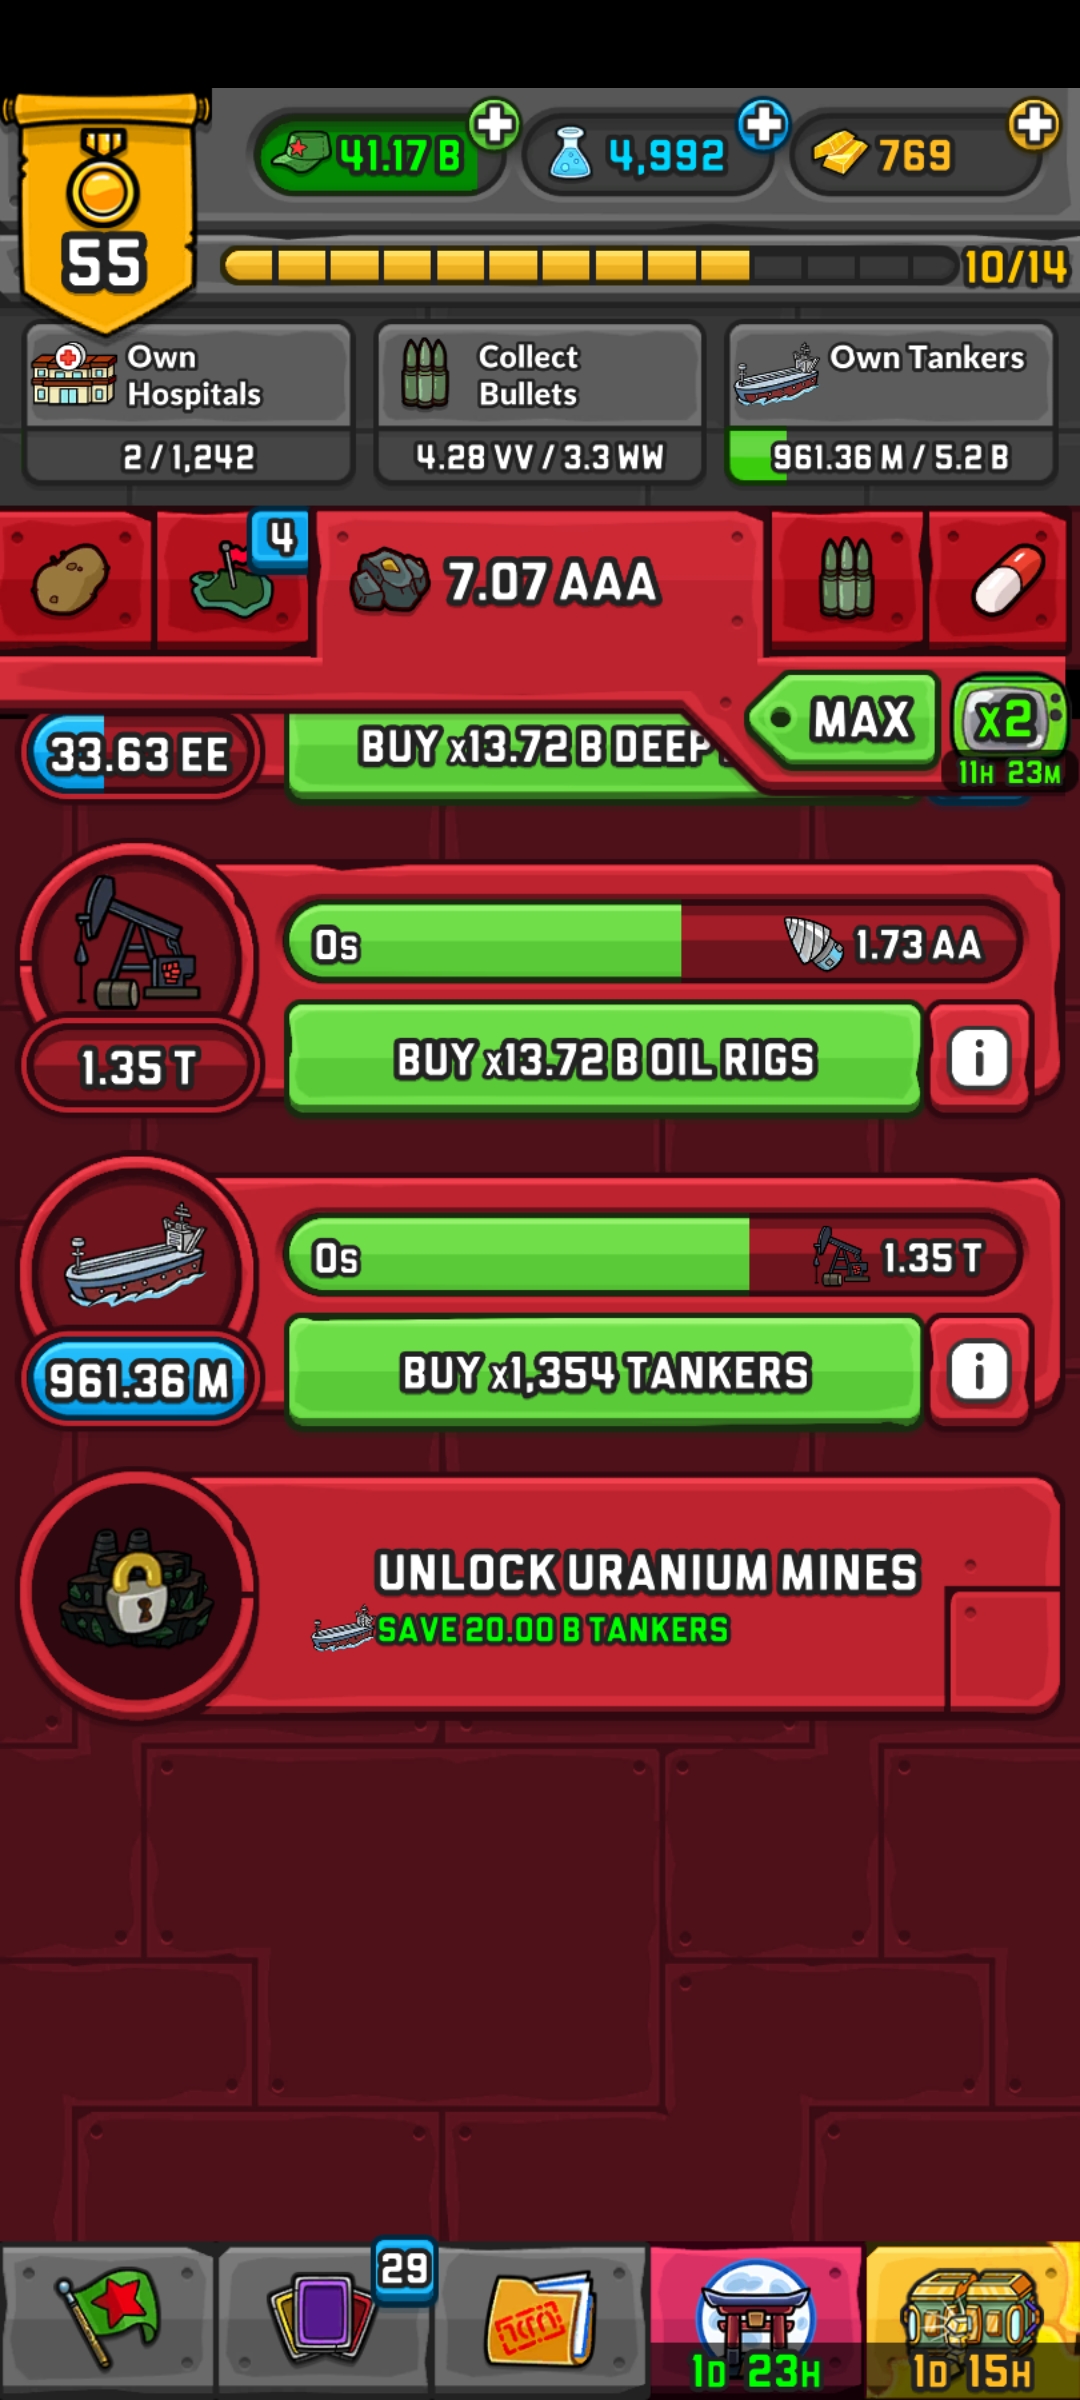 41.17 B
4,992
769
55
10/14
Own Hospitals
2 / 1,242
Collect Bullets
4.28 VV / 3.3 WW
Own Tankers
961.36 M / 5.2 B
4
7.07 AAA
MAX
x2
11H 23M
33.63 EE
BUY x13.72 B DEEP
0s
1.73 AA
1.35 T
BUY x13.72 B OIL RIGS
i
0s
1.35 T
961.36 M
BUY x1,354 TANKERS
i
UNLOCK URANIUM MINES
SAVE 20.00 B TANKERS
29
1D 23H
1D 15H